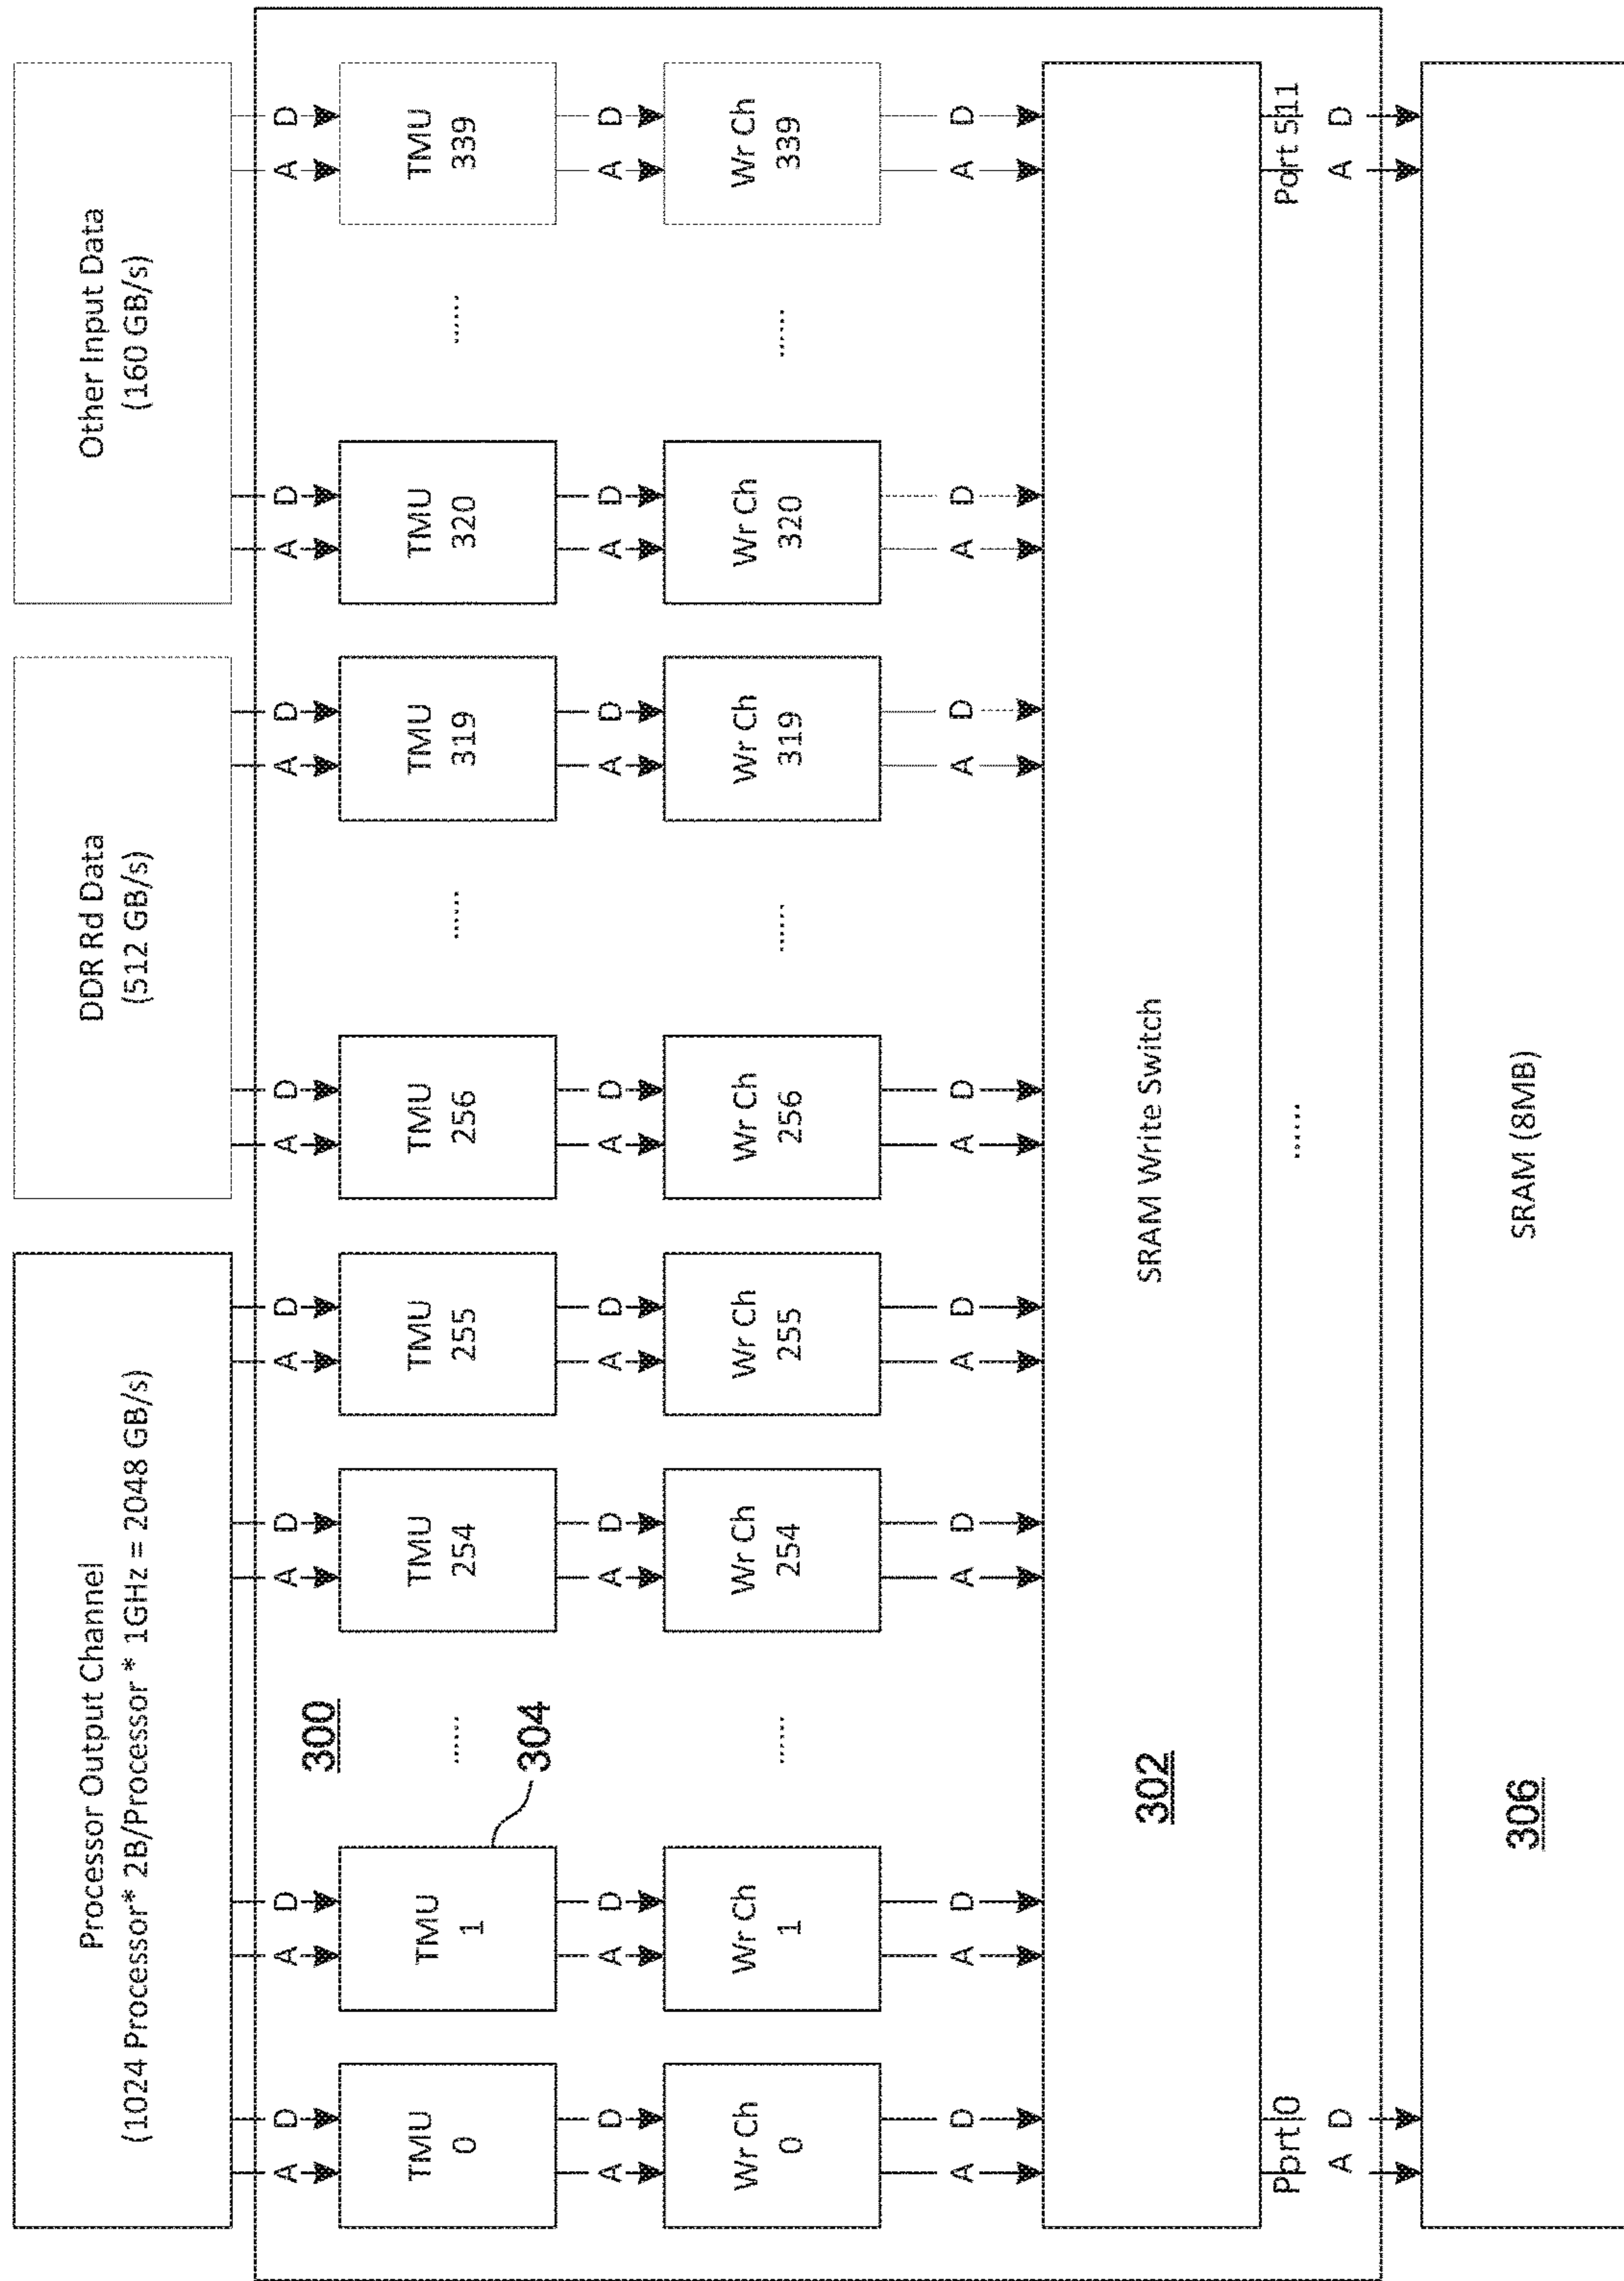 Processor Output Channel
(1024 Processor* 2B/Processor * 1GHz = 2048 GB/s)
DDR Rd Data
(512 GB/s)
Other Input Data
(160 GB/s)
A D A D A D A D A D A D A D A D
300
TMU
0
TMU
1
......
TMU
254
TMU
255
TMU
256
......
TMU
319
TMU
320
......
TMU
339
304
A D A D A D A D A D A D A D A D
Wr Ch
0
Wr Ch
1
......
Wr Ch
254
Wr Ch
255
Wr Ch
256
......
Wr Ch
319
Wr Ch
320
......
Wr Ch
339
A D A D A D A D A D A D A D A D
302
SRAM Write Switch
Port 0
......
Port 511
A D
A D
306
SRAM (8MB)